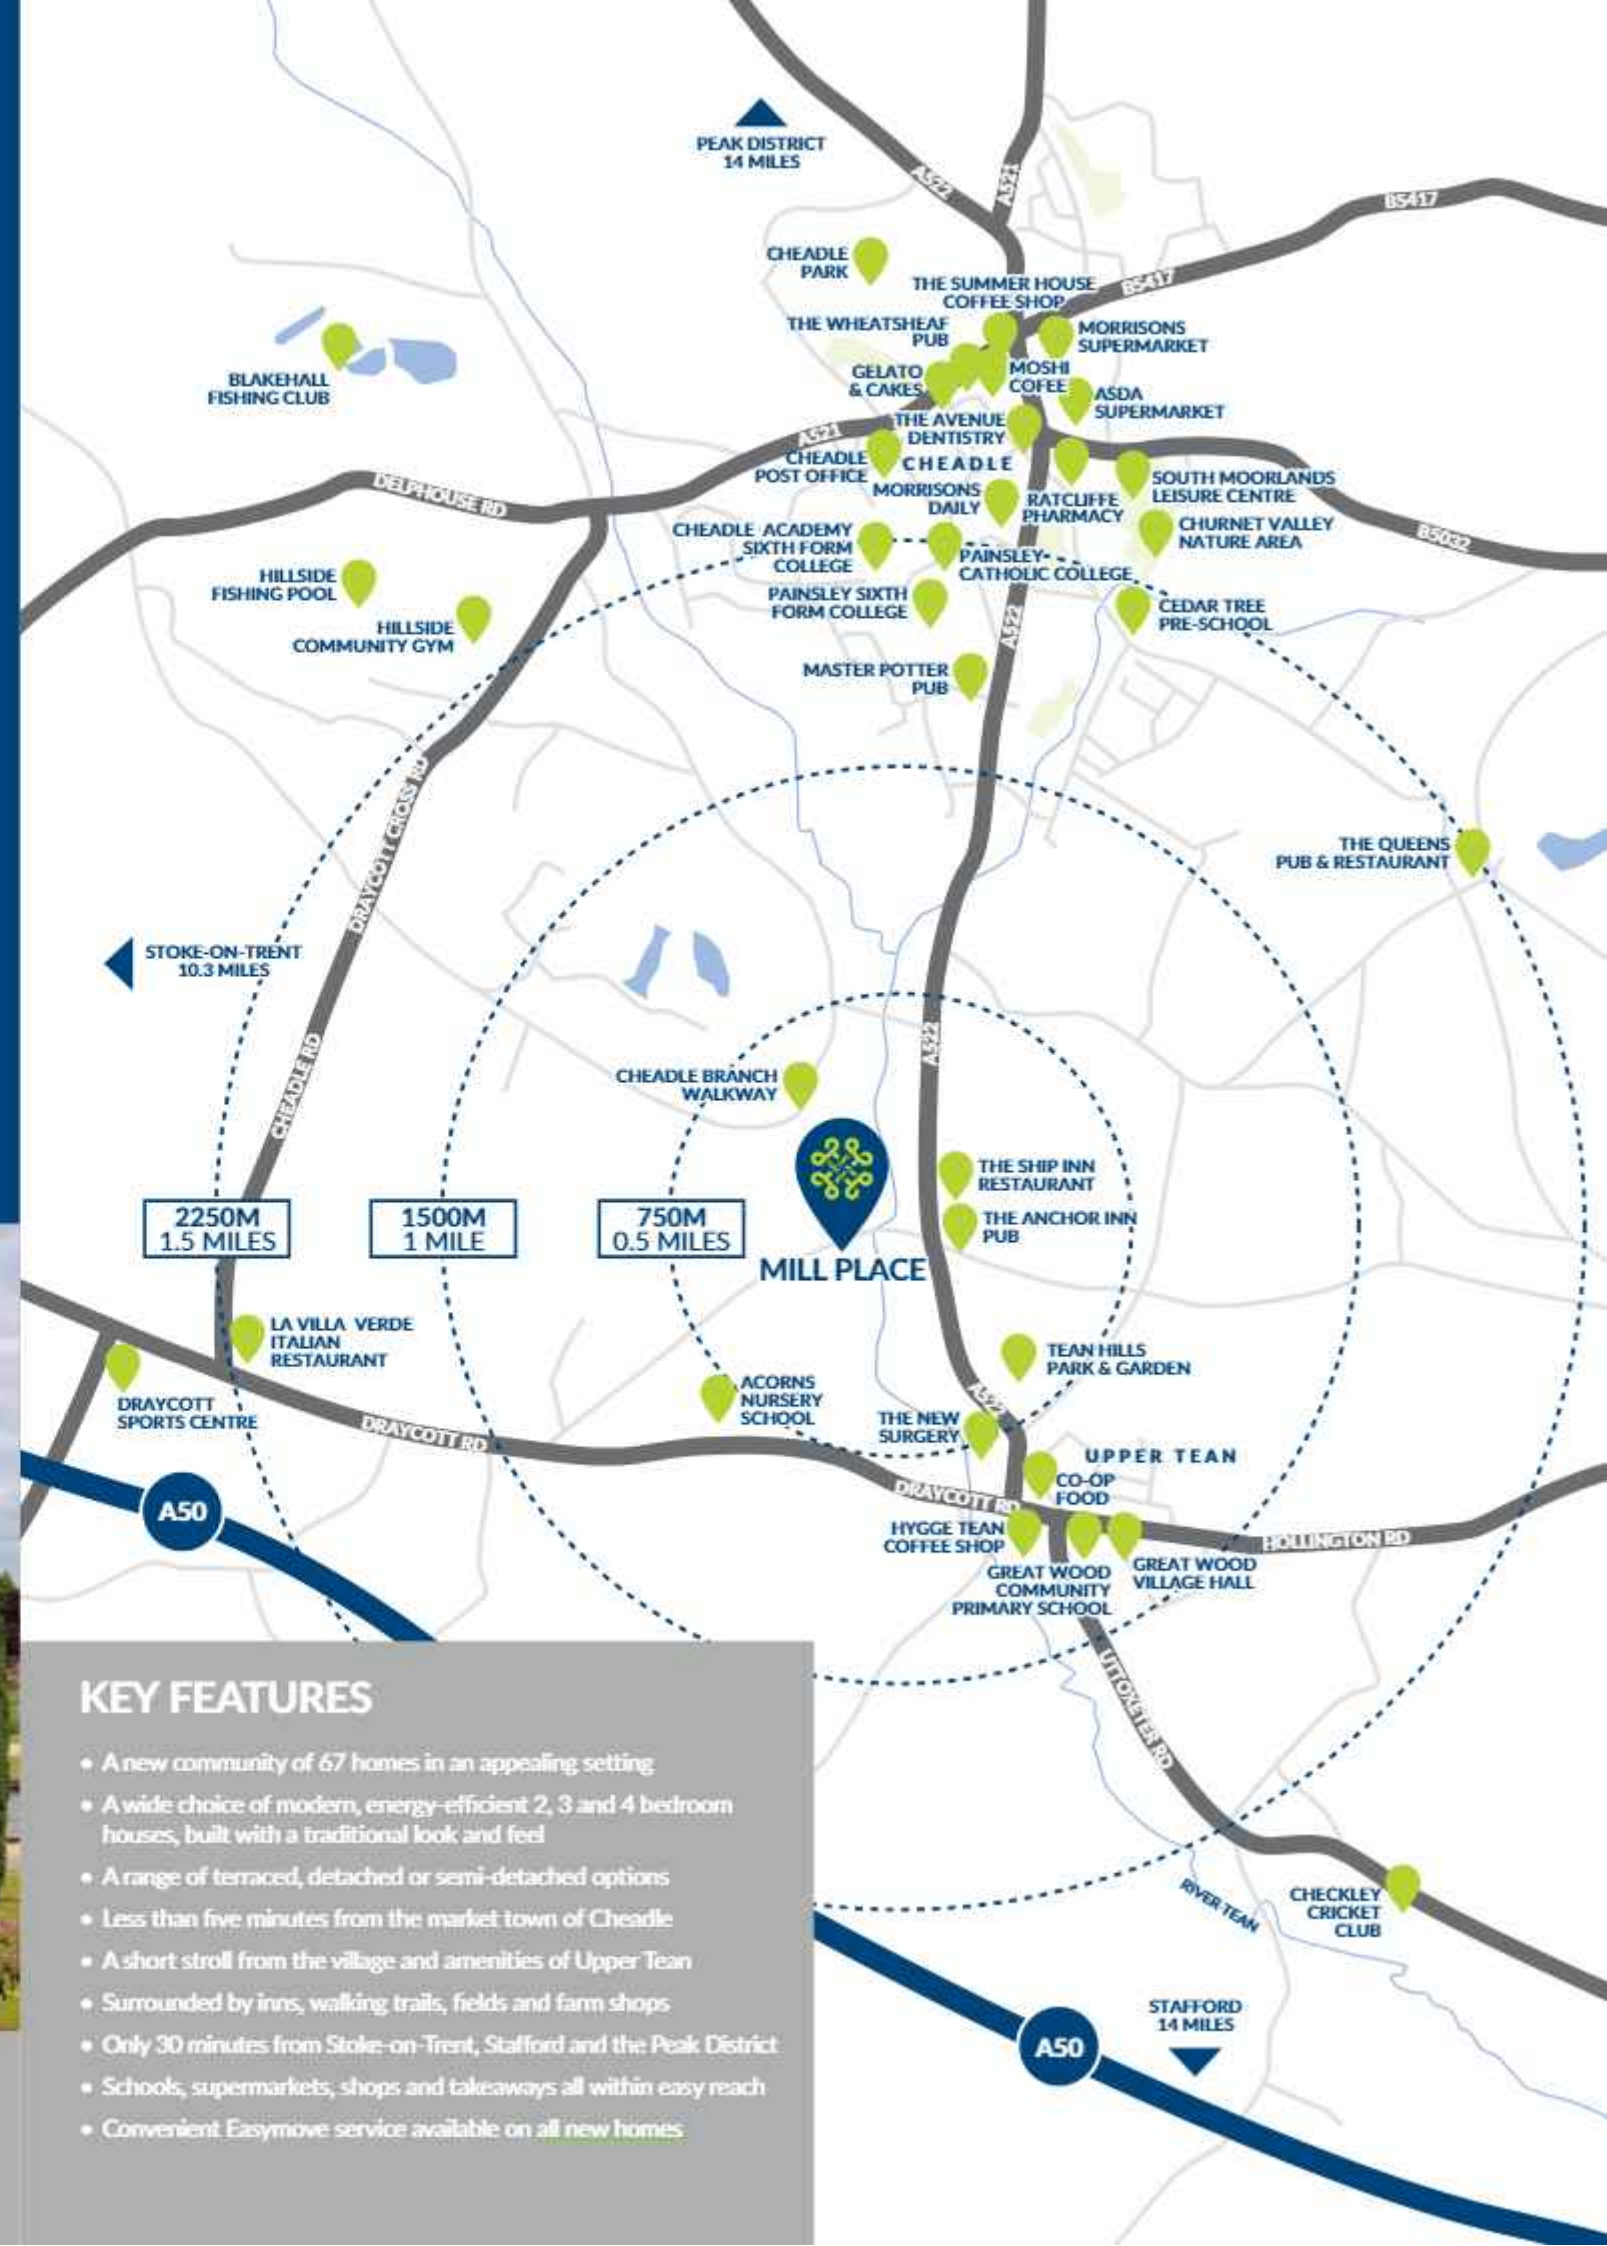 PEAK DISTRICT
14 MILES
A522
A521
B5417
B5417
CHEADLE
PARK
THE SUMMER HOUSE
COFFEE SHOP
THE WHEATSHEAF
PUB
MORRISONS
SUPERMARKET
GELATO
& CAKES
MOSHI
COFEE
ASDA
SUPERMARKET
BLAKEHALL
FISHING CLUB
A521
THE AVENUE
DENTISTRY
CHEADLE
POST OFFICE
CHEADLE
DELPHOUSE RD
MORRISONS
DAILY
RATCLIFFE
PHARMACY
SOUTH MOORLANDS
LEISURE CENTRE
CHURNET VALLEY
NATURE AREA
B5032
CHEADLE ACADEMY
SIXTH FORM
COLLEGE
PAINSLEY
CATHOLIC COLLEGE
HILLSIDE
FISHING POOL
PAINSLEY SIXTH
FORM COLLEGE
CEDAR TREE
PRE-SCHOOL
HILLSIDE
COMMUNITY GYM
A522
MASTER POTTER
PUB
DRAYCOTT CROSS RD
THE QUEENS
PUB & RESTAURANT
STOKE-ON-TRENT
10.3 MILES
A522
CHEADLE RD
CHEADLE BRANCH
WALKWAY
THE SHIP INN
RESTAURANT
THE ANCHOR INN
PUB
2250M
1.5 MILES
1500M
1 MILE
750M
0.5 MILES
MILL PLACE
LA VILLA VERDE
ITALIAN
RESTAURANT
TEAN HILLS
PARK & GARDEN
DRAYCOTT
SPORTS CENTRE
ACORNS
NURSERY
SCHOOL
A522
THE NEW
SURGERY
DRAYCOTT RD
UPPER TEAN
CO-OP
FOOD
DRAYCOTT RD
A50
HYGGE TEAN
COFFEE SHOP
HOLLINGTON RD
GREAT WOOD
COMMUNITY
PRIMARY SCHOOL
GREAT WOOD
VILLAGE HALL
UTTOXETER RD
RIVER TEAN
CHECKLEY
CRICKET
CLUB
STAFFORD
14 MILES
A50
KEY FEATURES
• A new community of 67 homes in an appealing setting
• A wide choice of modern, energy-efficient 2, 3 and 4 bedroom
houses, built with a traditional look and feel
• A range of terraced, detached or semi-detached options
• Less than five minutes from the market town of Cheadle
• A short stroll from the village and amenities of Upper Tean
• Surrounded by inns, walking trails, fields and farm shops
• Only 30 minutes from Stoke-on-Trent, Stafford and the Peak District
• Schools, supermarkets, shops and takeaways all within easy reach
• Convenient Easymove service available on all new homes